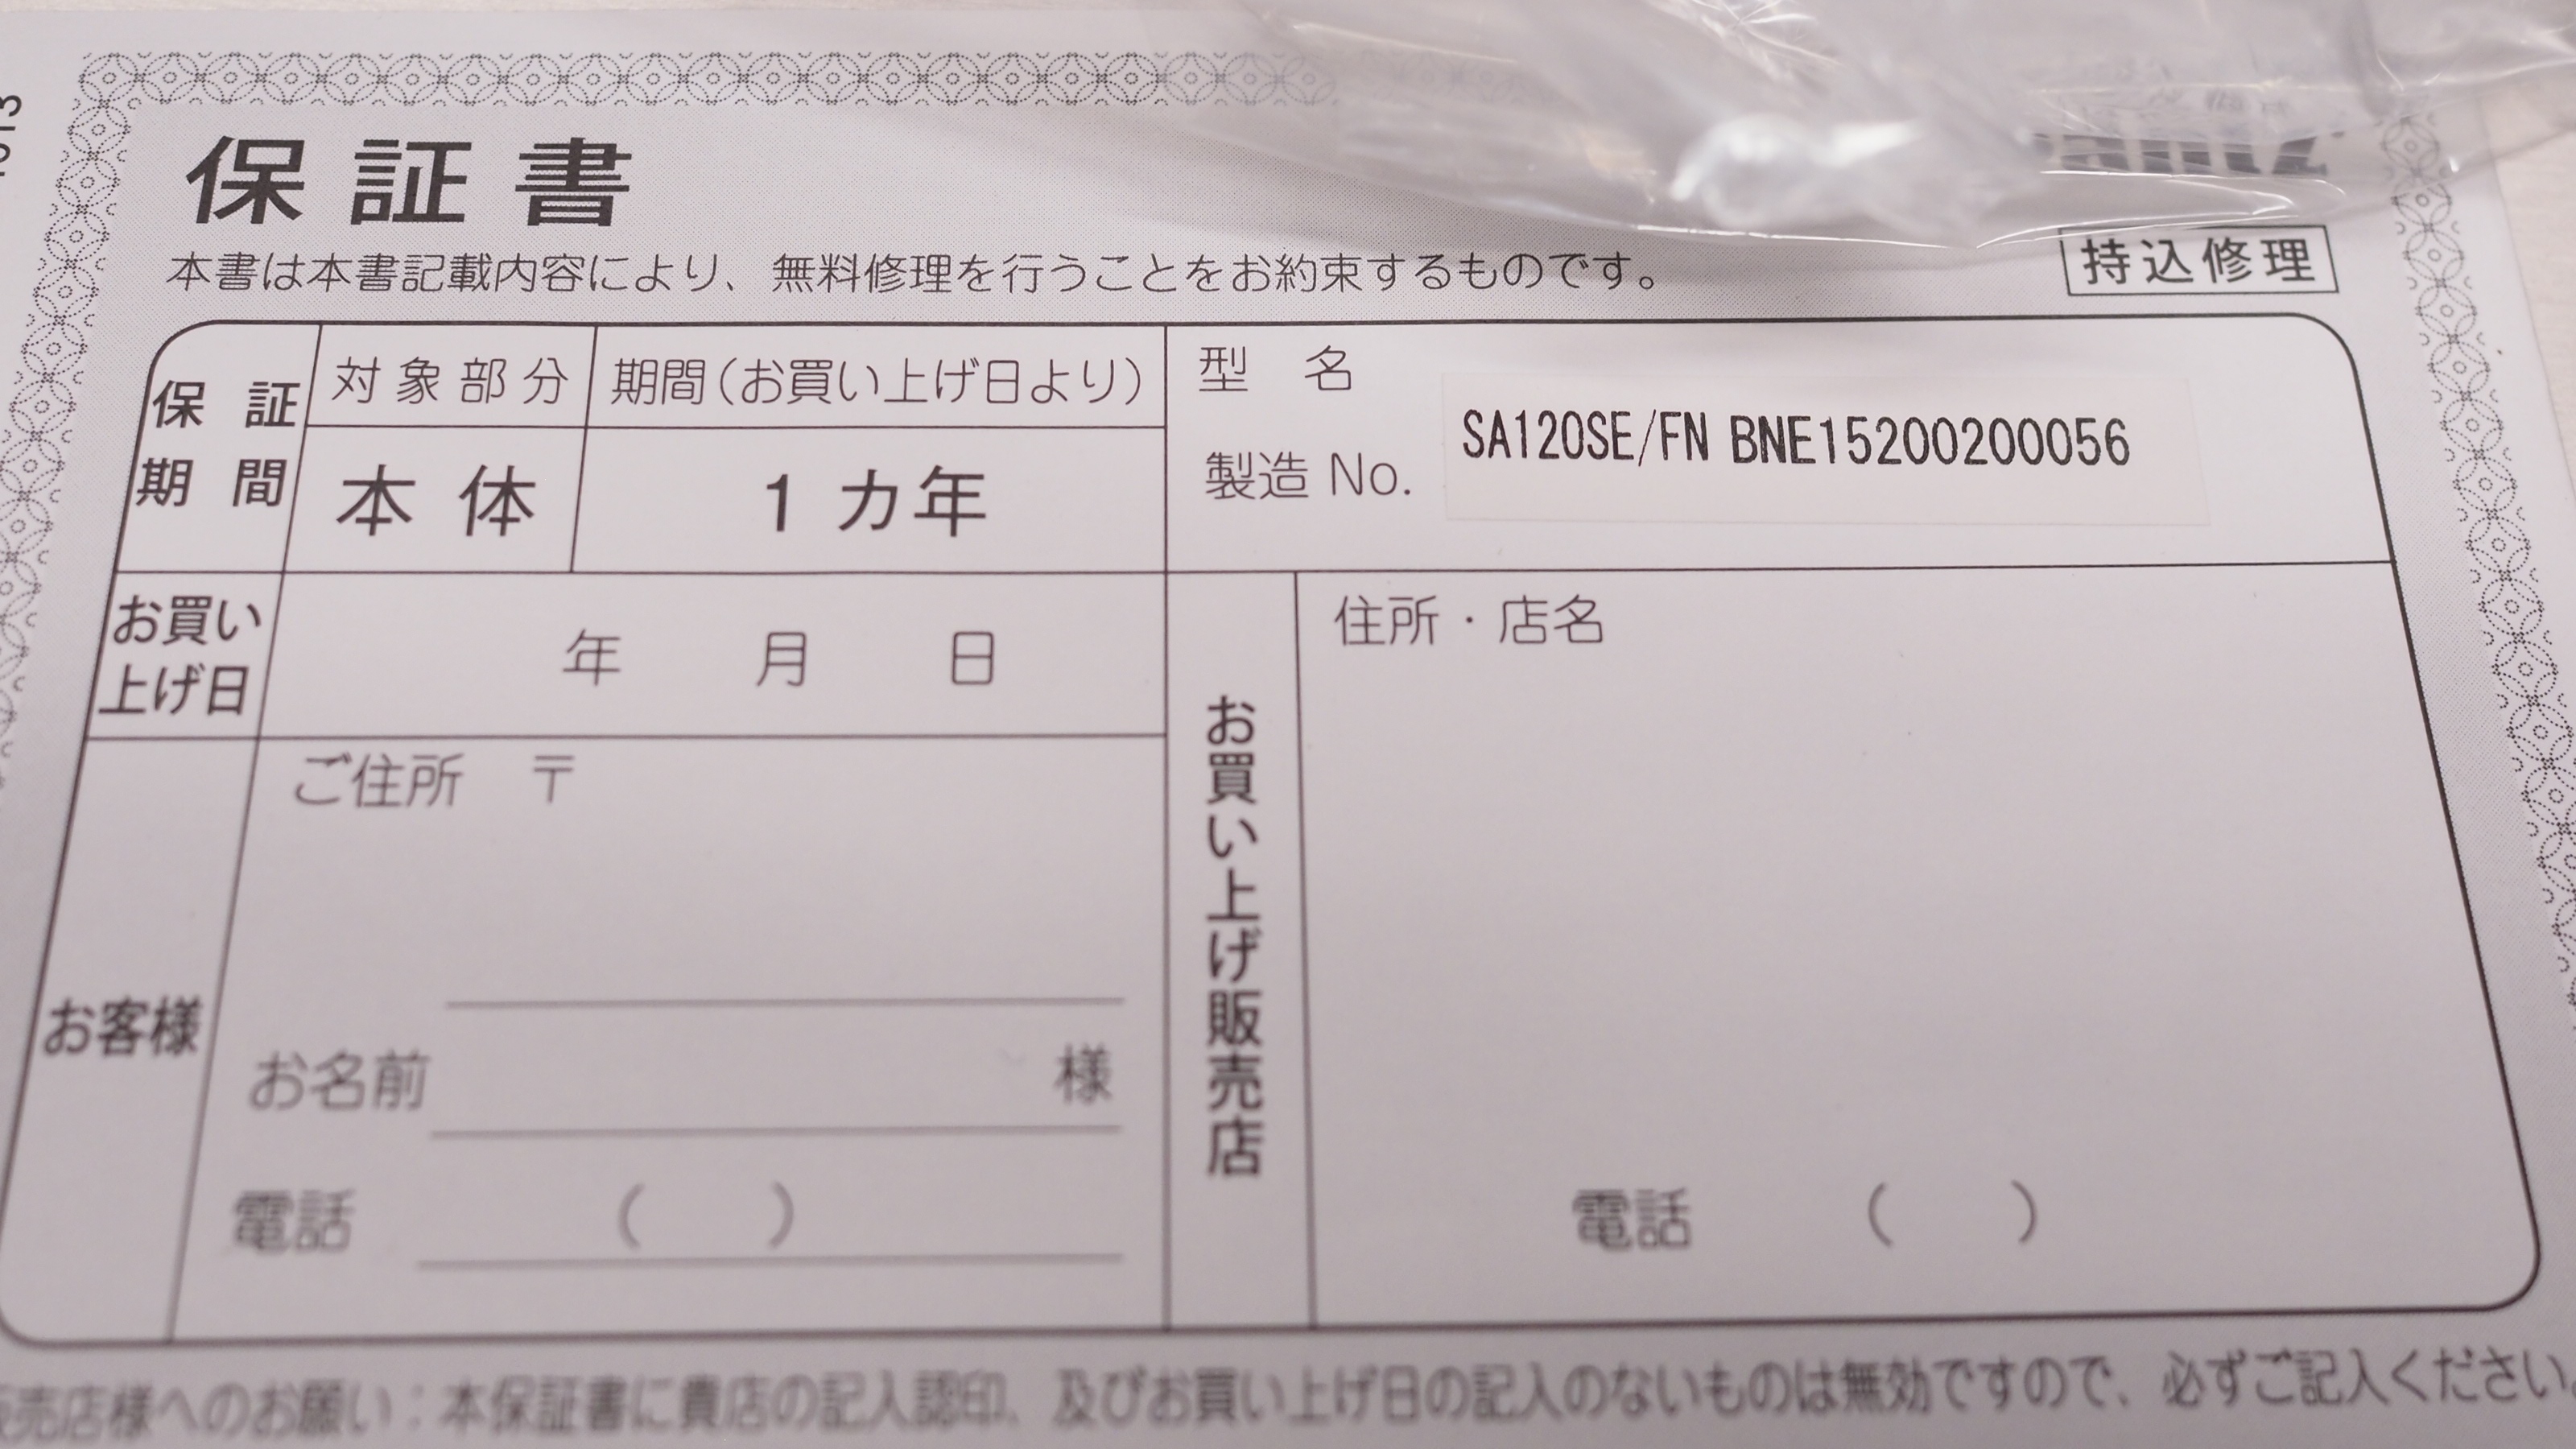 保証書
本書は本書記載内容により、無料修理を行うことをお約束するものです。
持込修理
保証期間
対象部分
期間(お買い上げ日より)
本体
1カ年
型名
製造 No.
SA120SE/FN BNE15200200056
お買い上げ日
年 月 日
お客様
ご住所 〒
お名前 様
電話 ( )
お買い上げ販売店
住所・店名
電話 ( )
売店様へのお願い:本保証書に貴店の記入認印、及びお買い上げ日の記入のないものは無効ですので、必ずご記入ください。